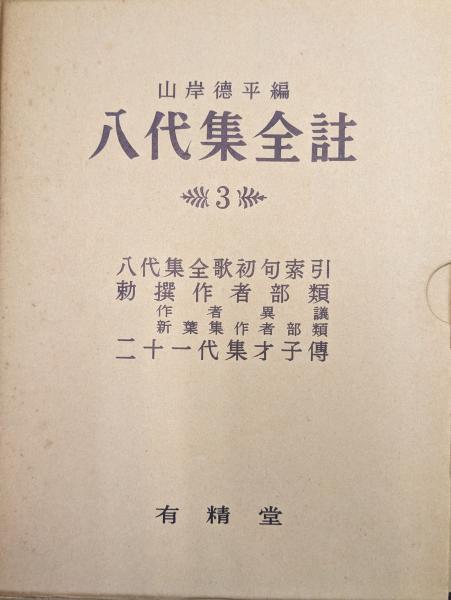 山岸德平編
八代集全註
3
八代集全歌初句索引
勅撰作者部類
作者異議
新葉集作者部類
二十一代集才子傳
有精堂